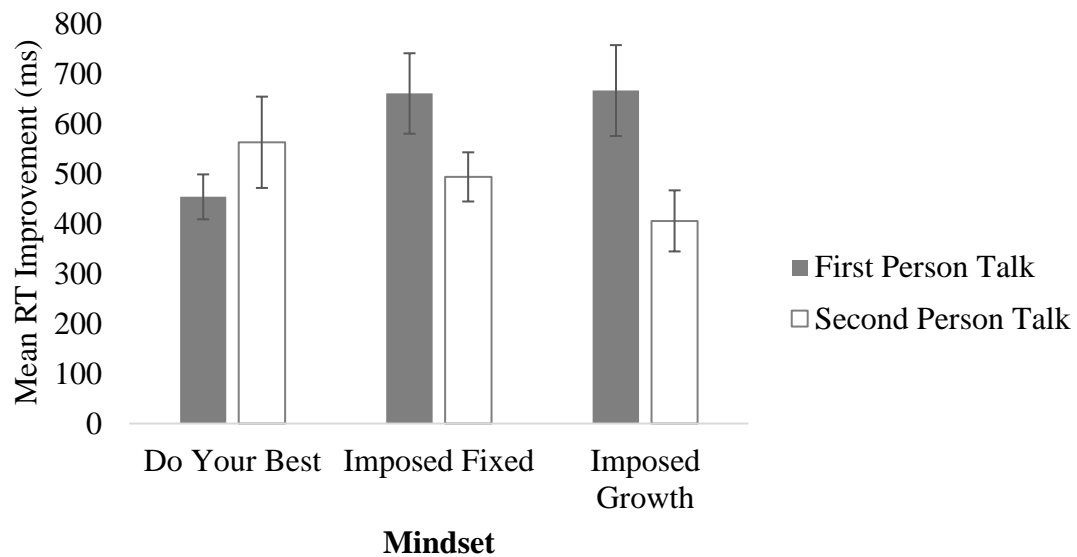 Mean RT Improvement (ms)
800
700
600
500
400
300
200
100
0
Do Your Best
Imposed Fixed
Imposed
Growth
Mindset
First Person Talk
Second Person Talk